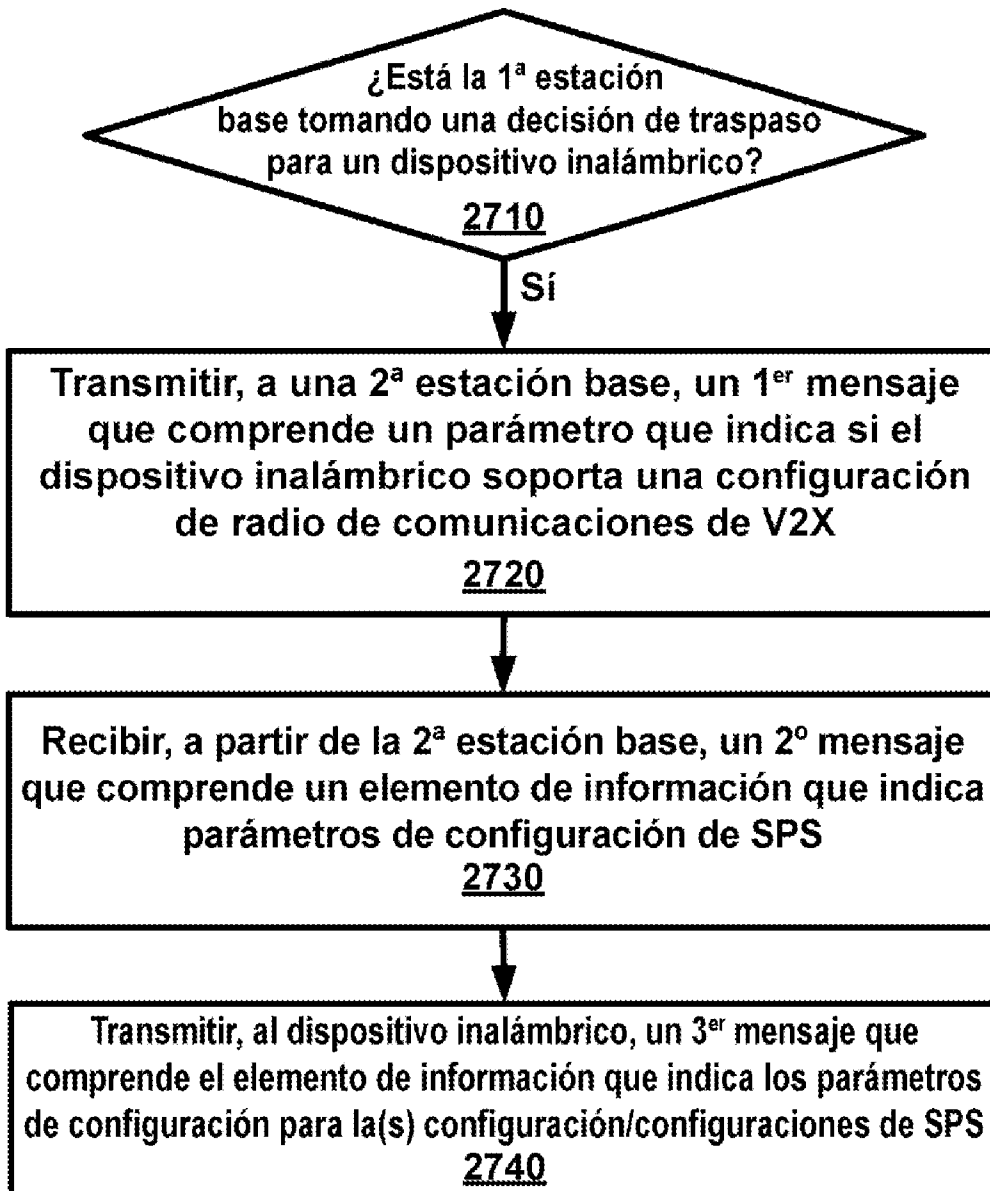 ¿Está la 1ª estación
base tomando una decisión de traspaso
para un dispositivo inalámbrico?
2710
Sí
Transmitir, a una 2ª estación base, un 1er mensaje
que comprende un parámetro que indica si el
dispositivo inalámbrico soporta una configuración
de radio de comunicaciones de V2X
2720
Recibir, a partir de la 2ª estación base, un 2º mensaje
que comprende un elemento de información que indica
parámetros de configuración de SPS
2730
Transmitir, al dispositivo inalámbrico, un 3er mensaje que
comprende el elemento de información que indica los parámetros
de configuración para la(s) configuración/configuraciones de SPS
2740